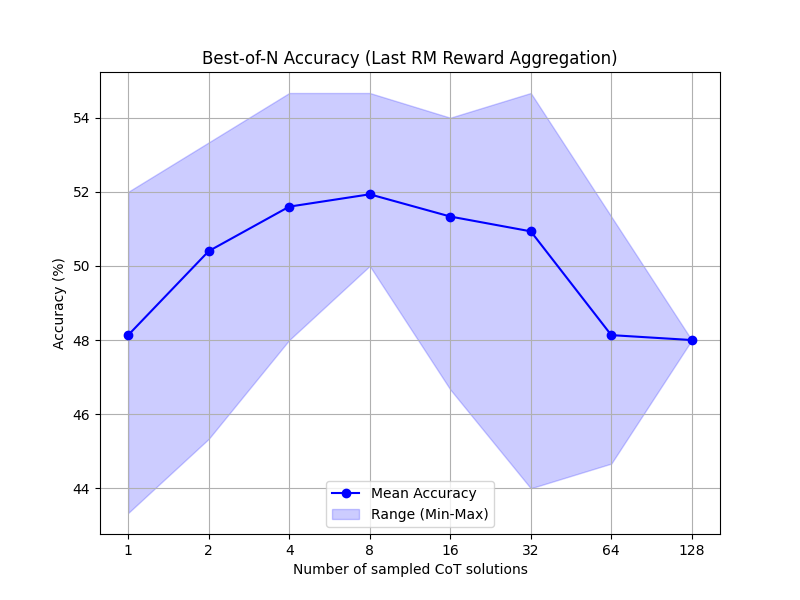 Best-of-N Accuracy (Last RM Reward Aggregation)
Accuracy (%)
54
52
50
48
46
44
Mean Accuracy
Range (Min-Max)
1 2 4 8 16 32 64 128
Number of sampled CoT solutions